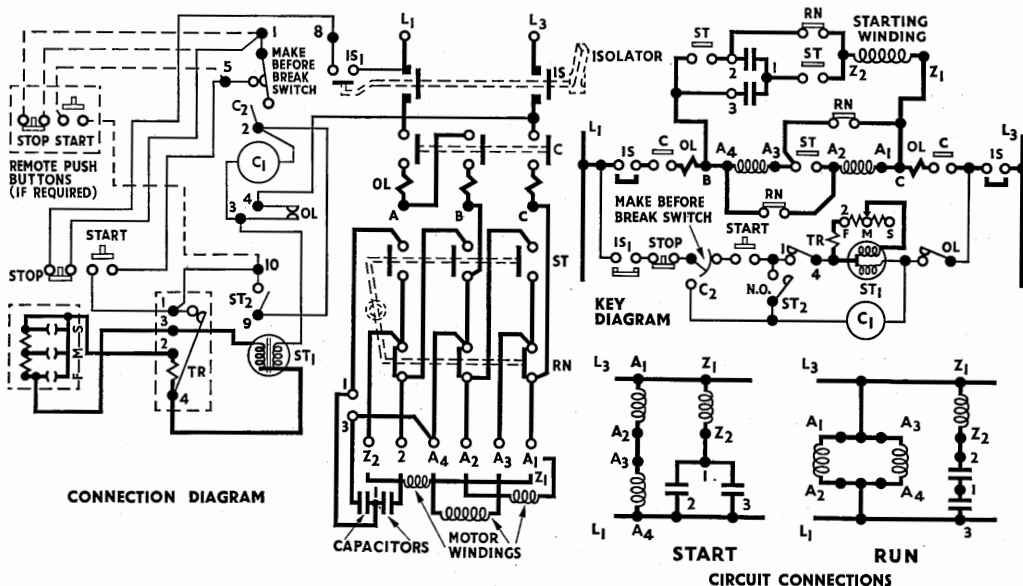 L1
L3
8
1
MAKE
BEFORE
BREAK
SWITCH
IS1
IS
ISOLATOR
5
C2
2
C1
C
STOP START
REMOTE PUSH
BUTTONS
(IF REQUIRED)
4
OL
3
OL
A
B
C
START
STOP
10
ST
ST2
9
1
3
2
TR
4
ST1
S
M
F
RN
1
3
Z2
2
A4
A2
A3
A1
Z1
1
CAPACITORS
MOTOR
WINDINGS
CONNECTION DIAGRAM
RN
STARTING
WINDING
ST
2
1
ST
Z2
Z1
3
RN
L1
L3
IS
C
OL
A4
A3
ST
A2
A1
OL
C
IS
B
C
RN
MAKE BEFORE
BREAK SWITCH
START
2
F
M
S
TR
IS1
STOP
1
4
OL
ST1
N.O.
C2
ST2
C1
KEY
DIAGRAM
L3
A1
Z1
A2
Z2
A3
1
2
3
L1
A4
START
L3
Z1
A1
A3
Z2
2
A2
A4
1
L1
3
RUN
CIRCUIT CONNECTIONS